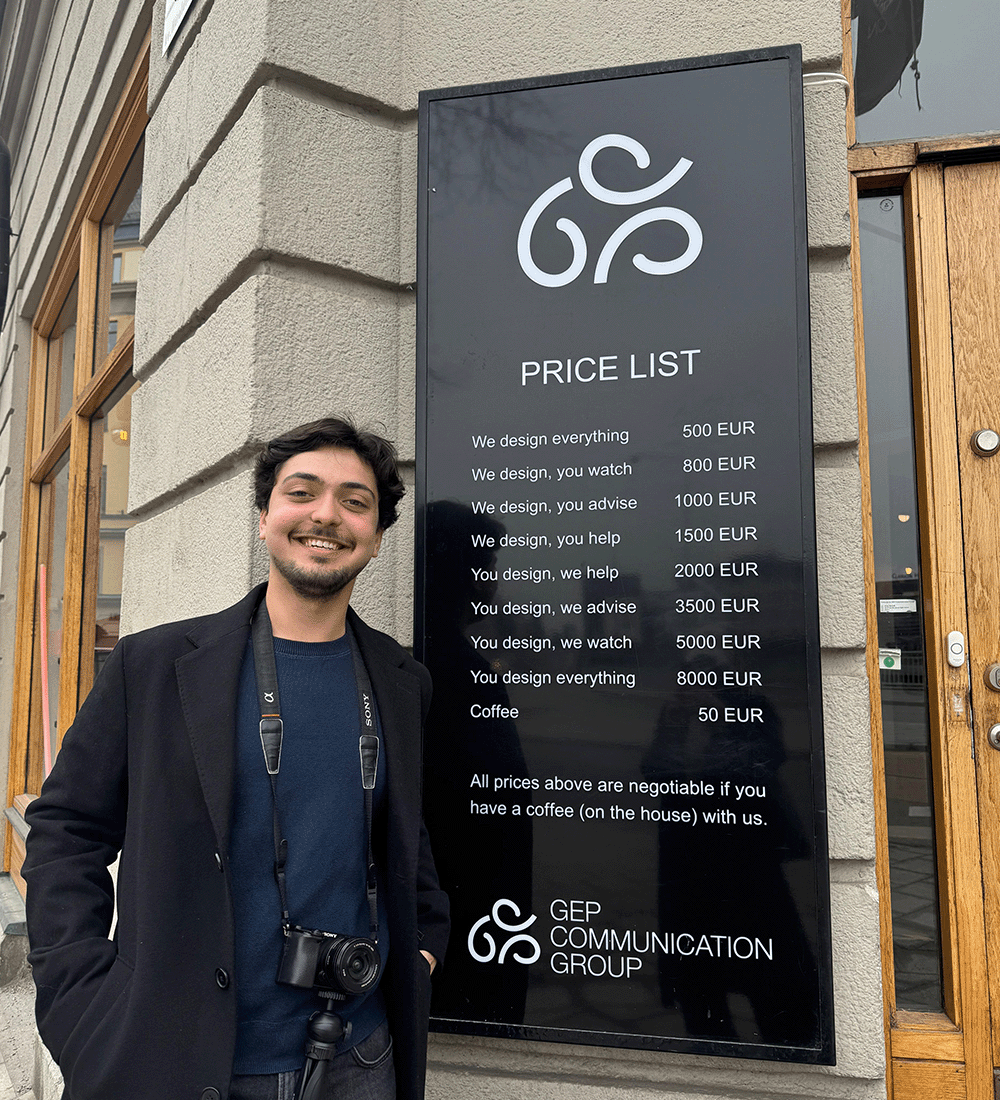 PRICE LIST
We design everything 500 EUR
We design, you watch 800 EUR
We design, you advise 1000 EUR
We design, you help 1500 EUR
You design, we help 2000 EUR
You design, we advise 3500 EUR
You design, we watch 5000 EUR
You design everything 8000 EUR
Coffee 50 EUR
All prices above are negotiable if you
have a coffee (on the house) with us.
GEP
COMMUNICATION
GROUP
α
SONY
SONY